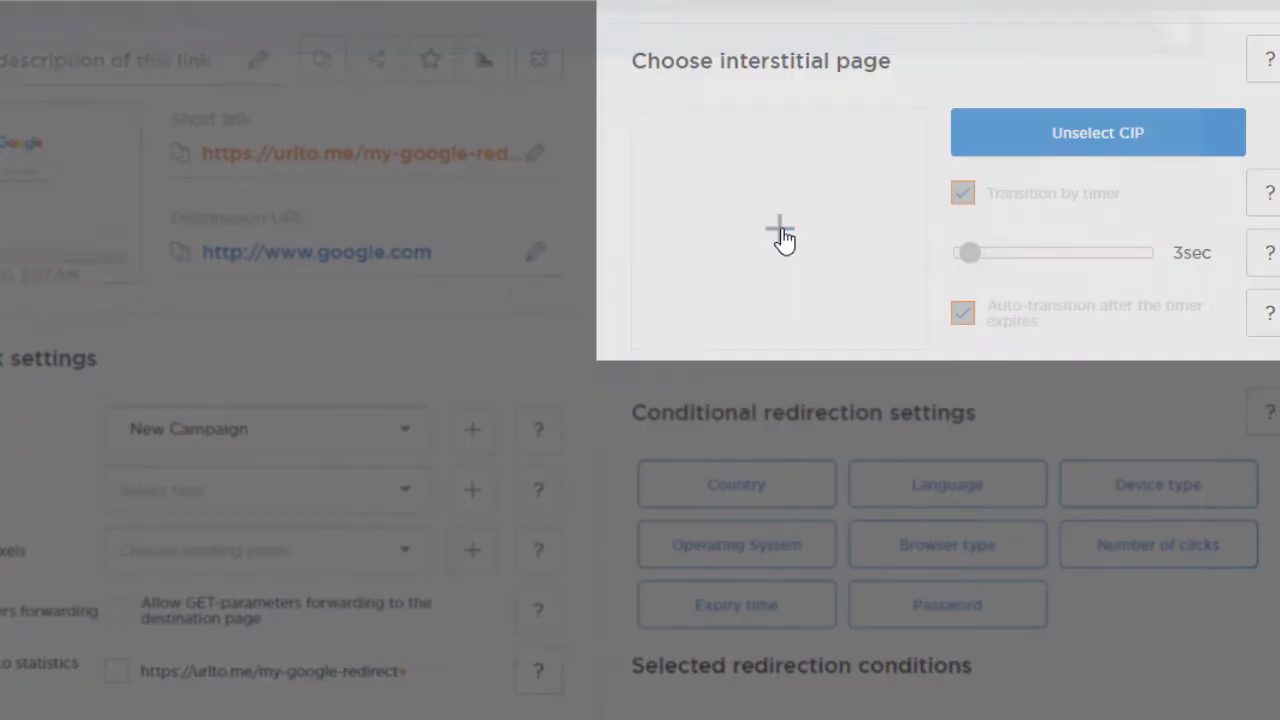 description of this link
Google
Short link
https://urlto.me/my-google-red...
Destination URL:
http://www.google.com
2:07 AM
settings
New Campaign
+
?
Select tags
+
?
xels
Choose existing pixels
+
?
rs forwarding
Allow GET-parameters forwarding to the
destination page
?
o statistics
https://urlto.me/my-google-redirect+
?
Choose interstitial page
?
Unselect CIP
Transition by timer
?
3sec
?
Auto-transition after the timer
expires
?
Conditional redirection settings
?
Country
Language
Device type
Operating System
Browser type
Number of clicks
Expiry time
Password
Selected redirection conditions